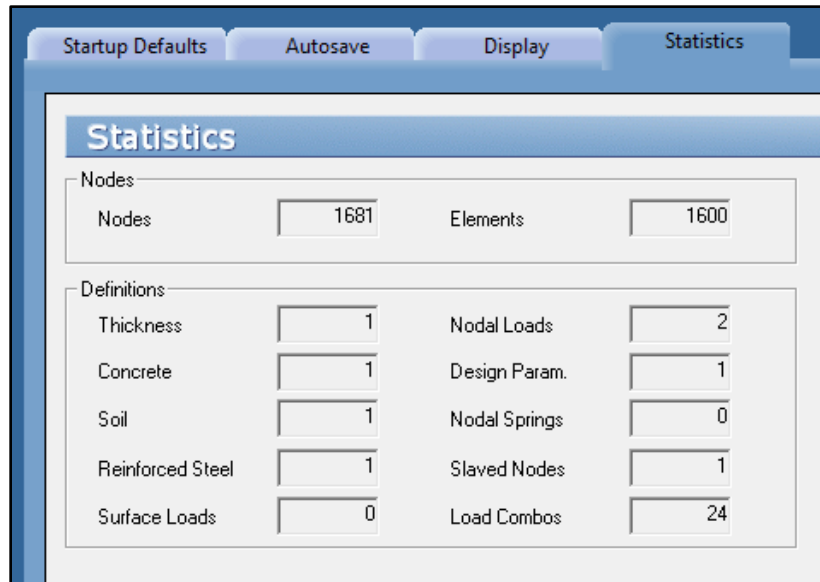 Startup Defaults Autosave Display Statistics
Statistics
Nodes
Nodes 1681 Elements 1600
Definitions
Thickness 1 Nodal Loads 2
Concrete 1 Design Param. 1
Soil 1 Nodal Springs 0
Reinforced Steel 1 Slaved Nodes 1
Surface Loads 0 Load Combos 24